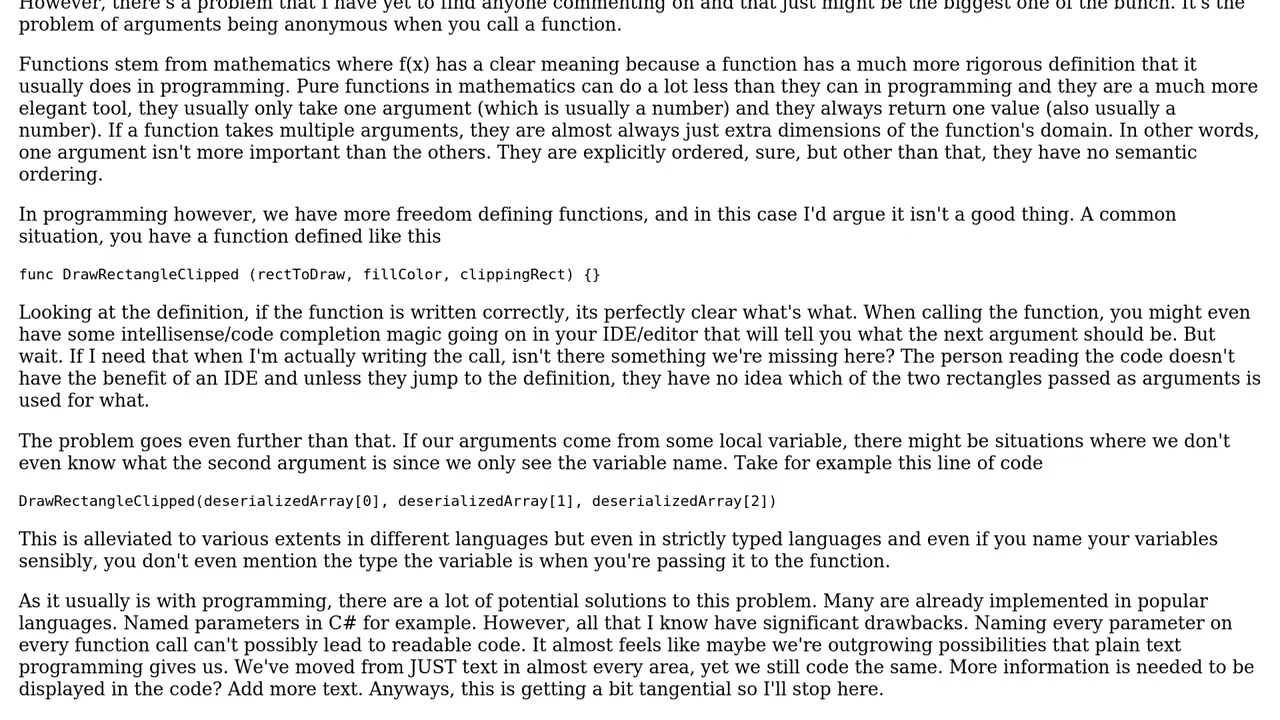 However, there's a problem that I have yet to find anyone commenting on and that just might be the biggest one of the bunch. It's the
problem of arguments being anonymous when you call a function.
Functions stem from mathematics where f(x) has a clear meaning because a function has a much more rigorous definition that it
usually does in programming. Pure functions in mathematics can do a lot less than they can in programming and they are a much more
elegant tool, they usually only take one argument (which is usually a number) and they always return one value (also usually a
number). If a function takes multiple arguments, they are almost always just extra dimensions of the function's domain. In other words,
one argument isn't more important than the others. They are explicitly ordered, sure, but other than that, they have no semantic
ordering.
In programming however, we have more freedom defining functions, and in this case I'd argue it isn't a good thing. A common
situation, you have a function defined like this
func DrawRectangleClipped (rectToDraw, fillColor, clippingRect) {}
Looking at the definition, if the function is written correctly, its perfectly clear what's what. When calling the function, you might even
have some intellisense/code completion magic going on in your IDE/editor that will tell you what the next argument should be. But
wait. If I need that when I'm actually writing the call, isn't there something we're missing here? The person reading the code doesn't
have the benefit of an IDE and unless they jump to the definition, they have no idea which of the two rectangles passed as arguments is
used for what.
The problem goes even further than that. If our arguments come from some local variable, there might be situations where we don't
even know what the second argument is since we only see the variable name. Take for example this line of code
DrawRectangleClipped(deserializedArray[0], deserializedArray[1], deserializedArray[2])
This is alleviated to various extents in different languages but even in strictly typed languages and even if you name your variables
sensibly, you don't even mention the type the variable is when you're passing it to the function.
As it usually is with programming, there are a lot of potential solutions to this problem. Many are already implemented in popular
languages. Named parameters in C# for example. However, all that I know have significant drawbacks. Naming every parameter on
every function call can't possibly lead to readable code. It almost feels like maybe we're outgrowing possibilities that plain text
programming gives us. We've moved from JUST text in almost every area, yet we still code the same. More information is needed to be
displayed in the code? Add more text. Anyways, this is getting a bit tangential so I'll stop here.